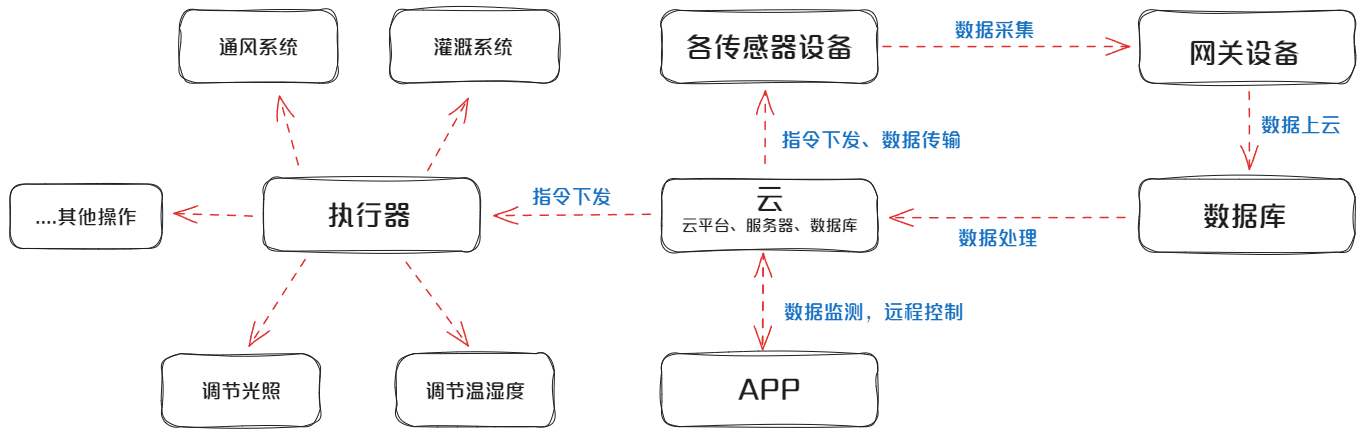 通风系统
灌溉系统
各传感器设备
数据采集
网关设备
指令下发、数据传输
数据上云
....其他操作
执行器
指令下发
云
云平台、服务器、数据库
数据处理
数据库
数据监测，远程控制
调节光照
调节温湿度
APP